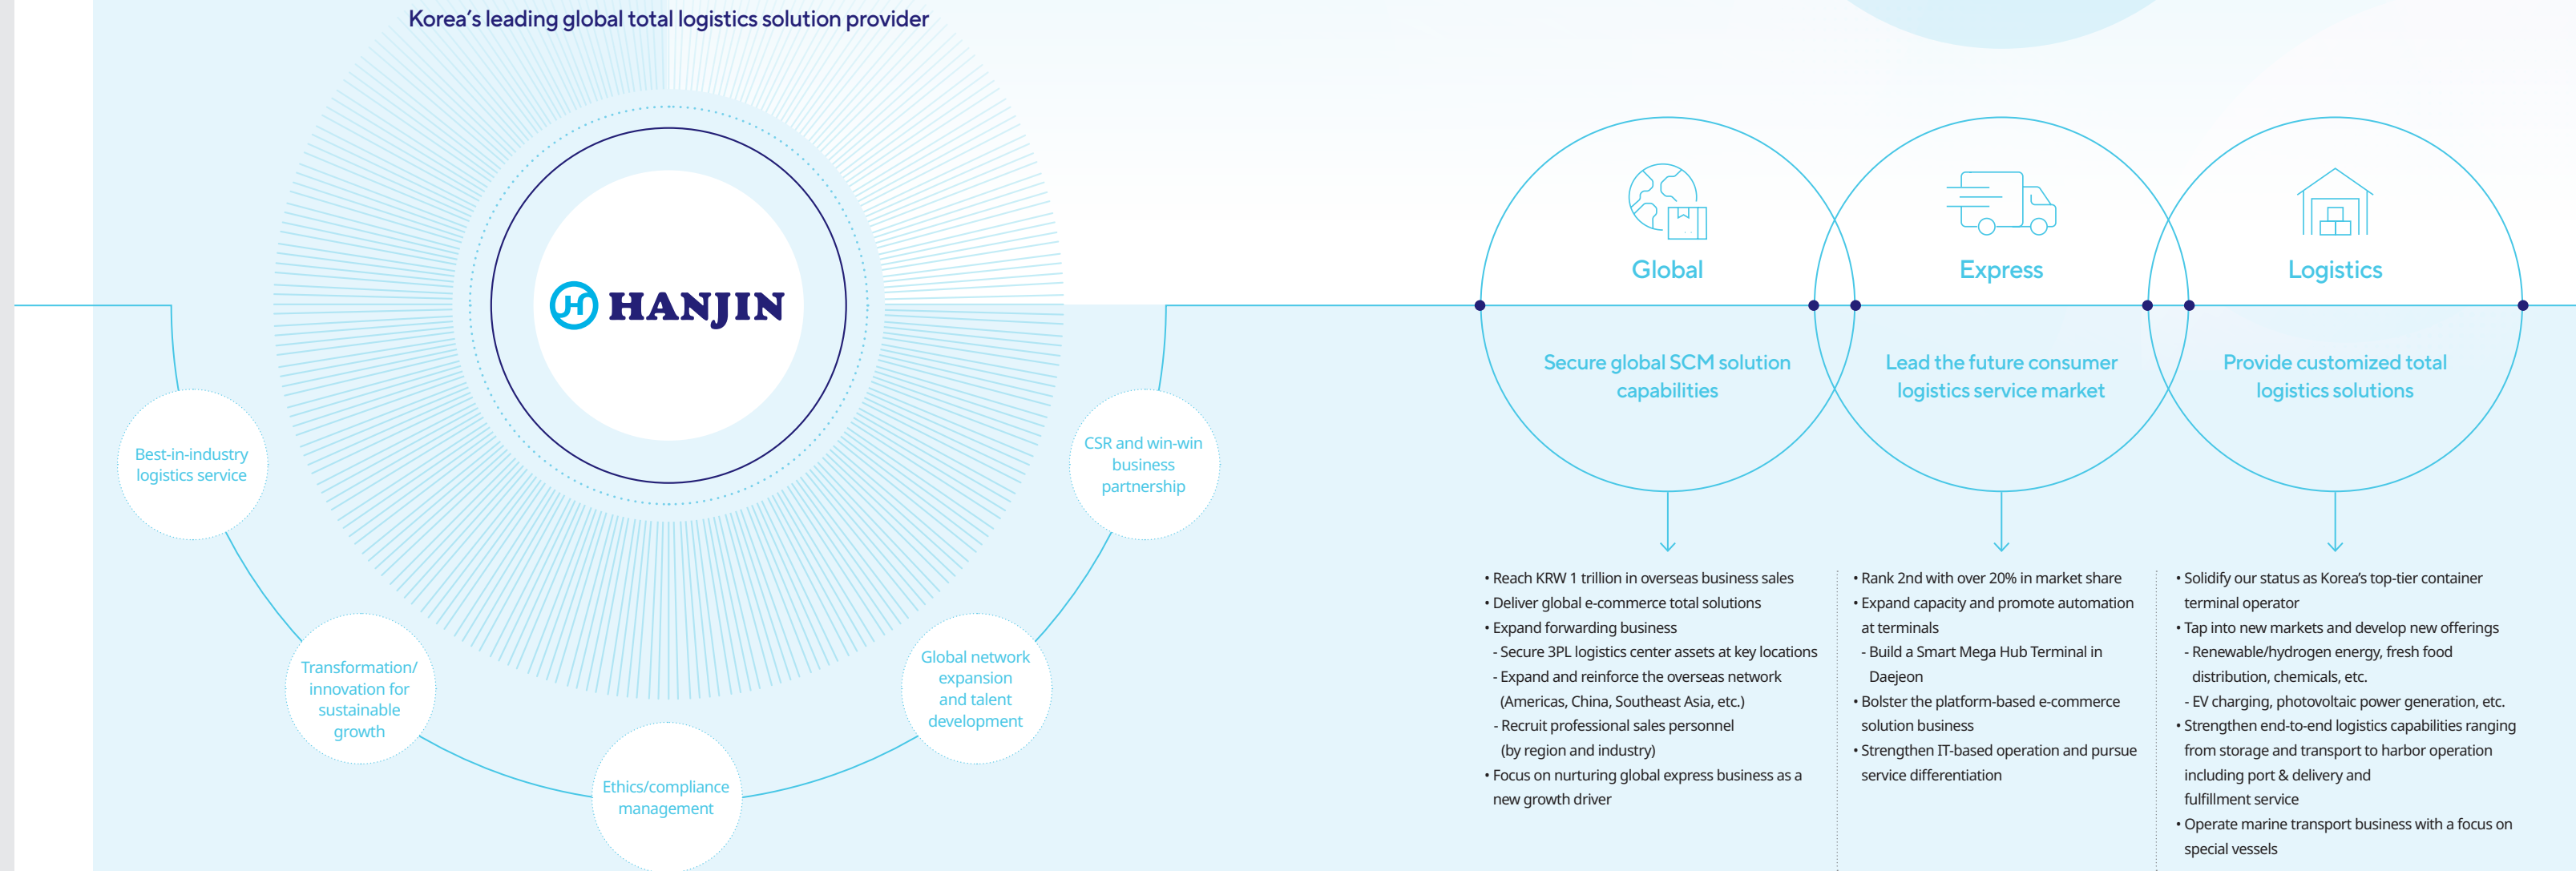 Korea's leading global total logistics solution provider
HANJIN
Best-in-industry
logistics service
Transformation/
innovation for
sustainable
growth
Ethics/compliance
management
Global network
expansion
and talent
development
CSR and win-win
business
partnership
Global
Secure global SCM solution
capabilities
• Reach KRW 1 trillion in overseas business sales
• Deliver global e-commerce total solutions
• Expand forwarding business
- Secure 3PL logistics center assets at key locations
- Expand and reinforce the overseas network
(Americas, China, Southeast Asia, etc.)
- Recruit professional sales personnel
(by region and industry)
• Focus on nurturing global express business as a
new growth driver
Express
Lead the future consumer
logistics service market
• Rank 2nd with over 20% in market share
• Expand capacity and promote automation
at terminals
- Build a Smart Mega Hub Terminal in
Daejeon
• Bolster the platform-based e-commerce
solution business
• Strengthen IT-based operation and pursue
service differentiation
Logistics
Provide customized total
logistics solutions
• Solidify our status as Korea's top-tier container
terminal operator
• Tap into new markets and develop new offerings
- Renewable/hydrogen energy, fresh food
distribution, chemicals, etc.
- EV charging, photovoltaic power generation, etc.
• Strengthen end-to-end logistics capabilities ranging
from storage and transport to harbor operation
including port & delivery and
fulfillment service
• Operate marine transport business with a focus on
special vessels